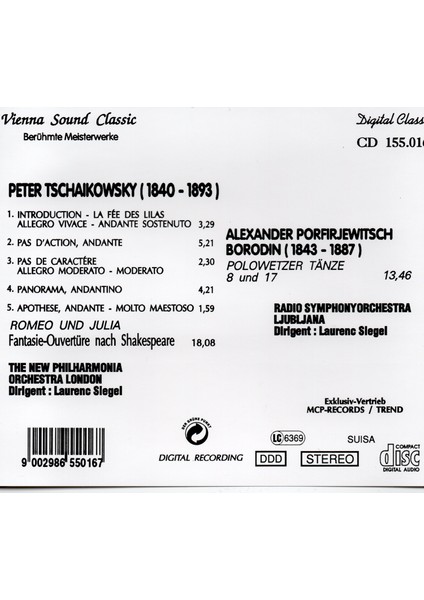 Vienna Sound Classic
Berühmte Meisterwerke
Digital Classic
CD 155.016
PETER TSCHAIKOWSKY ( 1840 - 1893 )
1. INTRODUCTION - LA FÉE DES LILAS
ALLEGRO VIVACE - ANDANTE SOSTENUTO 3,29
2. PAS D'ACTION, ANDANTE 5,21
3. PAS DE CARACTÈRE
ALLEGRO MODERATO - MODERATO 2,30
4. PANORAMA, ANDANTINO 4,21
5. APOTHESE, ANDANTE - MOLTO MAESTOSO 1,59
ROMEO UND JULIA
Fantasie-Ouvertüre nach Shakespeare 18,08
THE NEW PHILHARMONIA
ORCHESTRA LONDON
Dirigent : Laurenc Siegel
ALEXANDER PORFIRJEWITSCH
BORODIN ( 1843 - 1887 )
POLOWETZER TÄNZE
8 und 17 13,46
RADIO SYMPHONYORCHESTRA
LJUBLJANA
Dirigent : Laurenc Siegel
Exklusiv-Vertrieb
MCP-RECORDS / TREND
9 002986 550167
DER GRÜNE PUNKT
DIGITAL RECORDING
LC 6369
SUISA
DDD
STEREO
COMPACT
disc
DIGITAL AUDIO